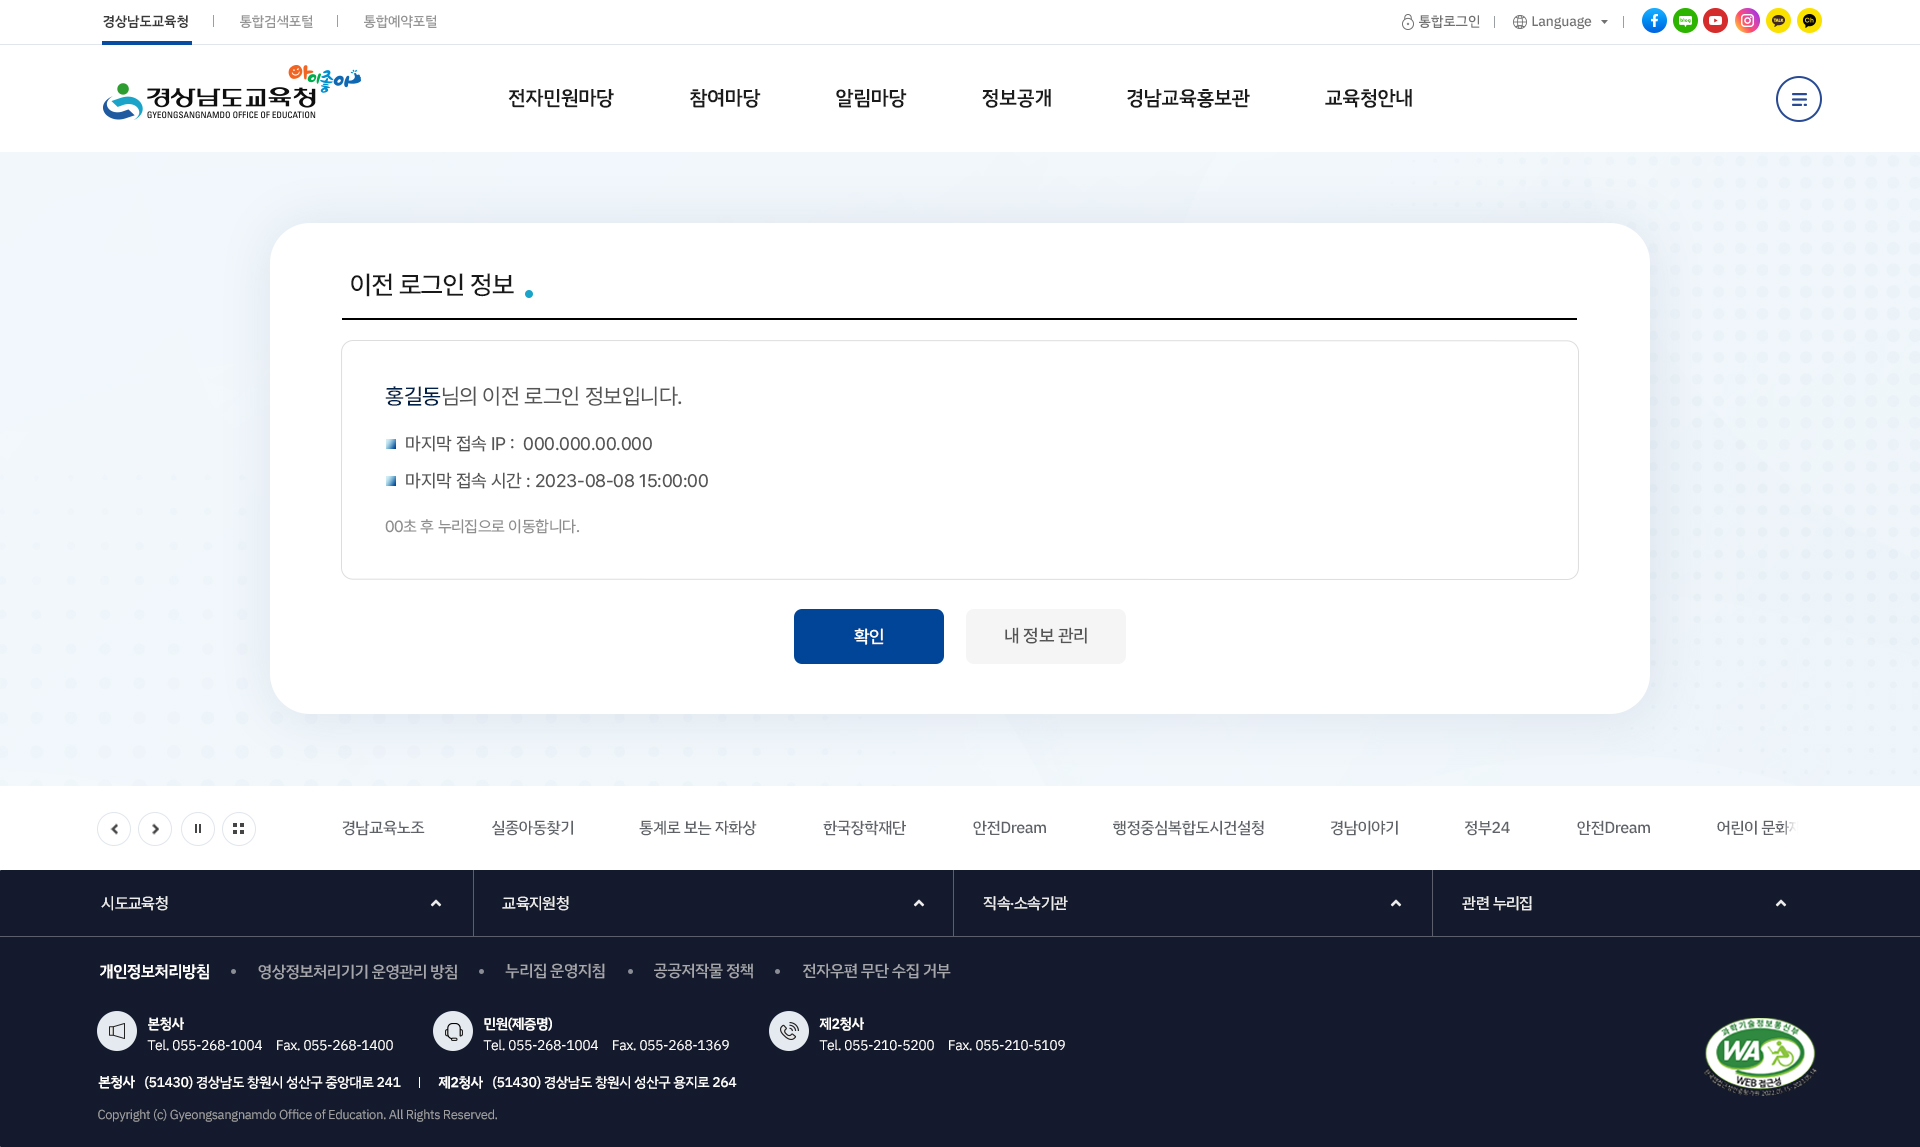 경상남도교육청 통합검색포털 통합예약포털 통합로그인 Language
blog TALK Ch
아이좋아
경상남도교육청
GYEONGSANGNAMDO OFFICE OF EDUCATION
전자민원마당 참여마당 알림마당 정보공개 경남교육홍보관 교육청안내
이전 로그인 정보
홍길동님의 이전 로그인 정보입니다.
마지막 접속 IP : 000.000.00.000
마지막 접속 시간 : 2023-08-08 15:00:00
00초 후 누리집으로 이동합니다.
확인 내 정보 관리
경남교육노조 실종아동찾기 통계로 보는 자화상 한국장학재단 안전Dream 행정중심복합도시건설청 경남이야기 정부24 안전Dream 어린이 문화
시도교육청 교육지원청 직속·소속기관 관련 누리집
개인정보처리방침 영상정보처리기기 운영관리 방침 누리집 운영지침 공공저작물 정책 전자우편 무단 수집 거부
본청사 민원(제증명) 제2청사
Tel. 055-268-1004 Fax. 055-268-1400 Tel. 055-268-1004 Fax. 055-268-1369 Tel. 055-210-5200 Fax. 055-210-5109
본청사 (51430) 경상남도 창원시 성산구 중앙대로 241 제2청사 (51430) 경상남도 창원시 성산구 용지로 264
Copyright (c) Gyeongsangnamdo Office of Education. All Rights Reserved.
과학기술정보통신부
WA
WEB 접근성